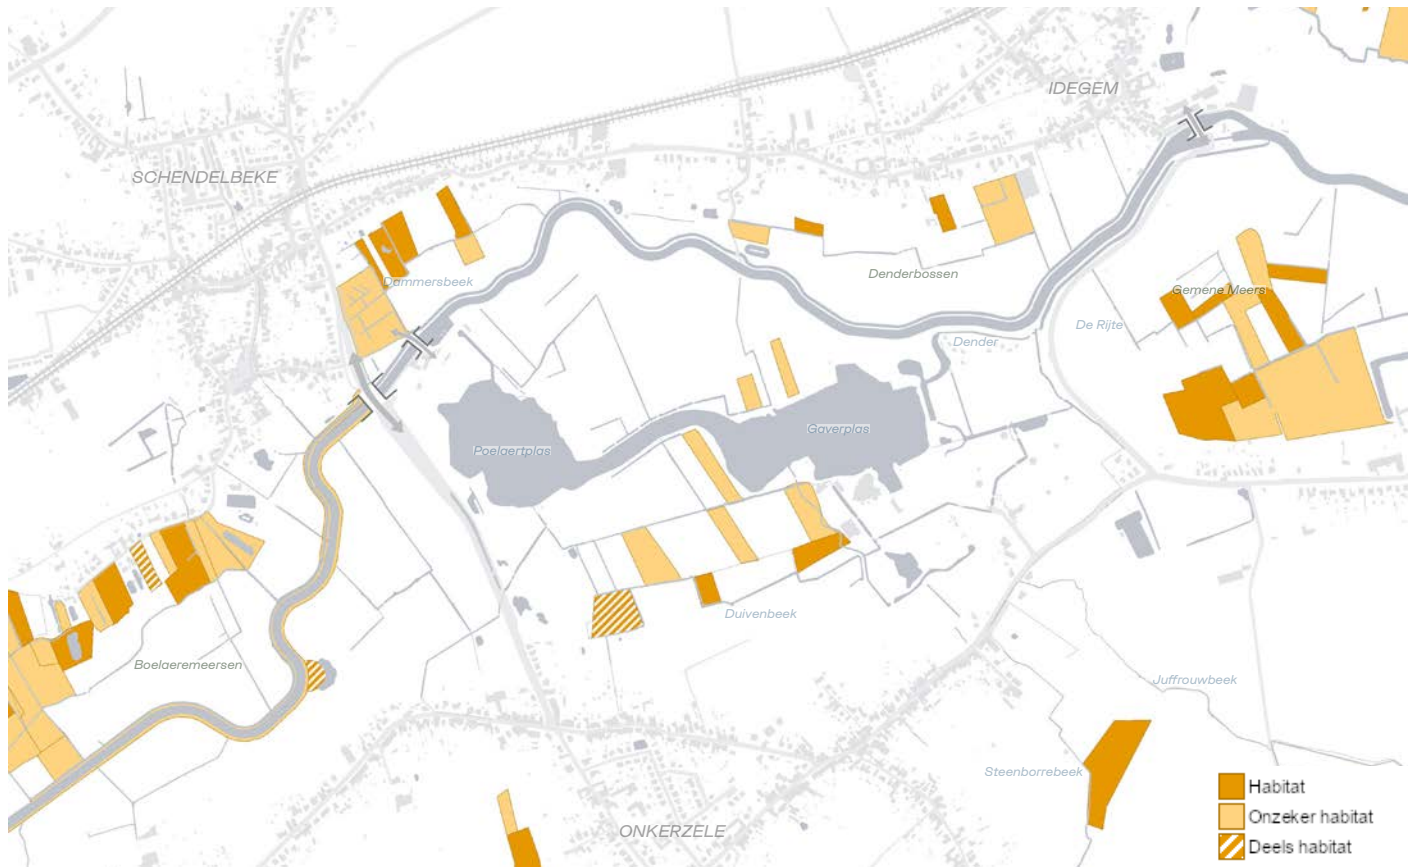 IDEGEM
SCHENDELBEKE
Dammersbeek
Denderbossen
Gemene Meers
De Rijte
Dender
Gaverplas
Poelaertplas
Duivenbeek
Boelaeremeersen
Juffrouwbeek
Steenborrebeek
ONKERZELE
Habitat
Onzeker habitat
Deels habitat